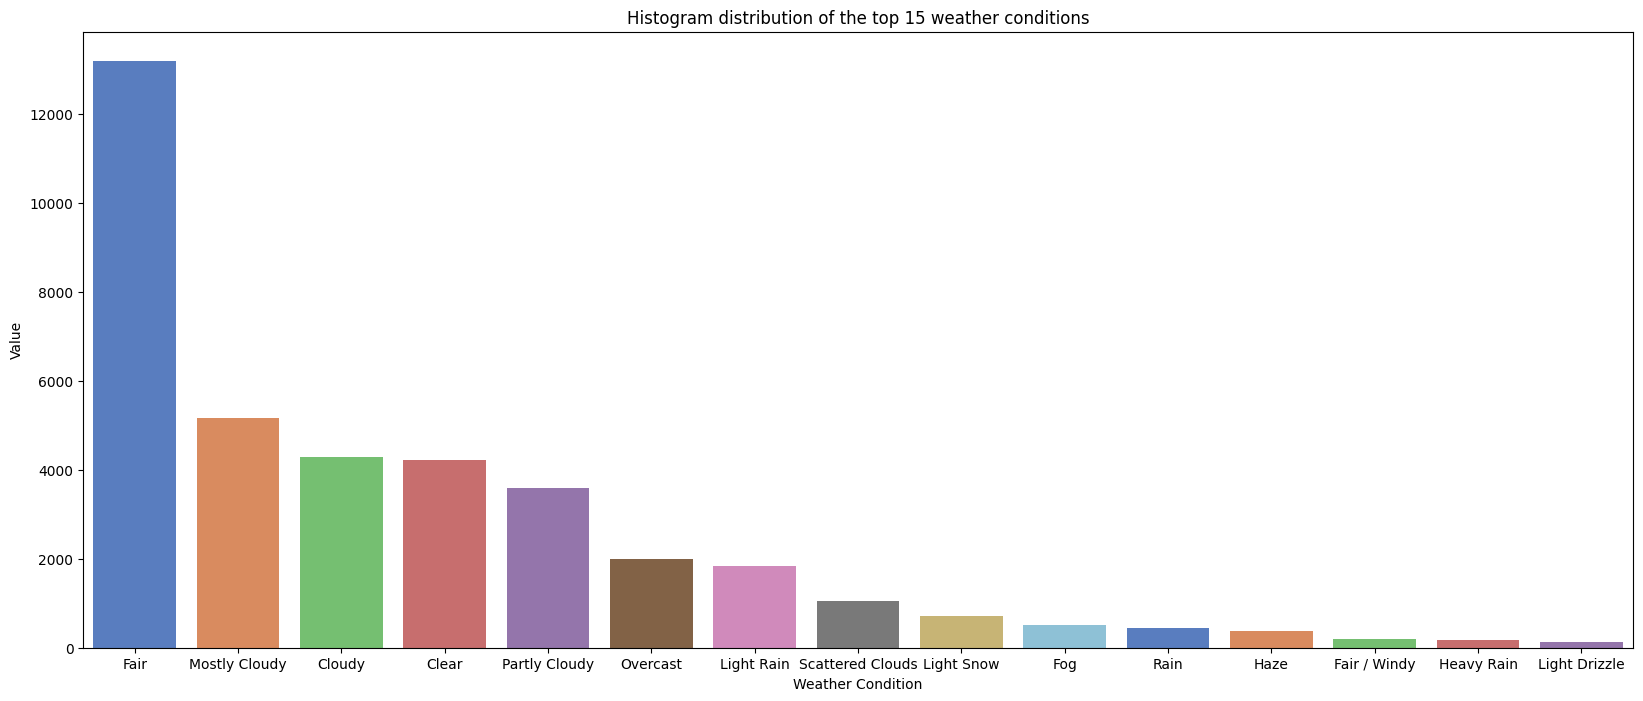 Histogram distribution of the top 15 weather conditions
Value
12000
10000
8000
6000
4000
2000
0
Fair Mostly Cloudy Cloudy Clear Partly Cloudy Overcast Light Rain Scattered Clouds Light Snow Fog Rain Haze Fair / Windy Heavy Rain Light Drizzle
Weather Condition